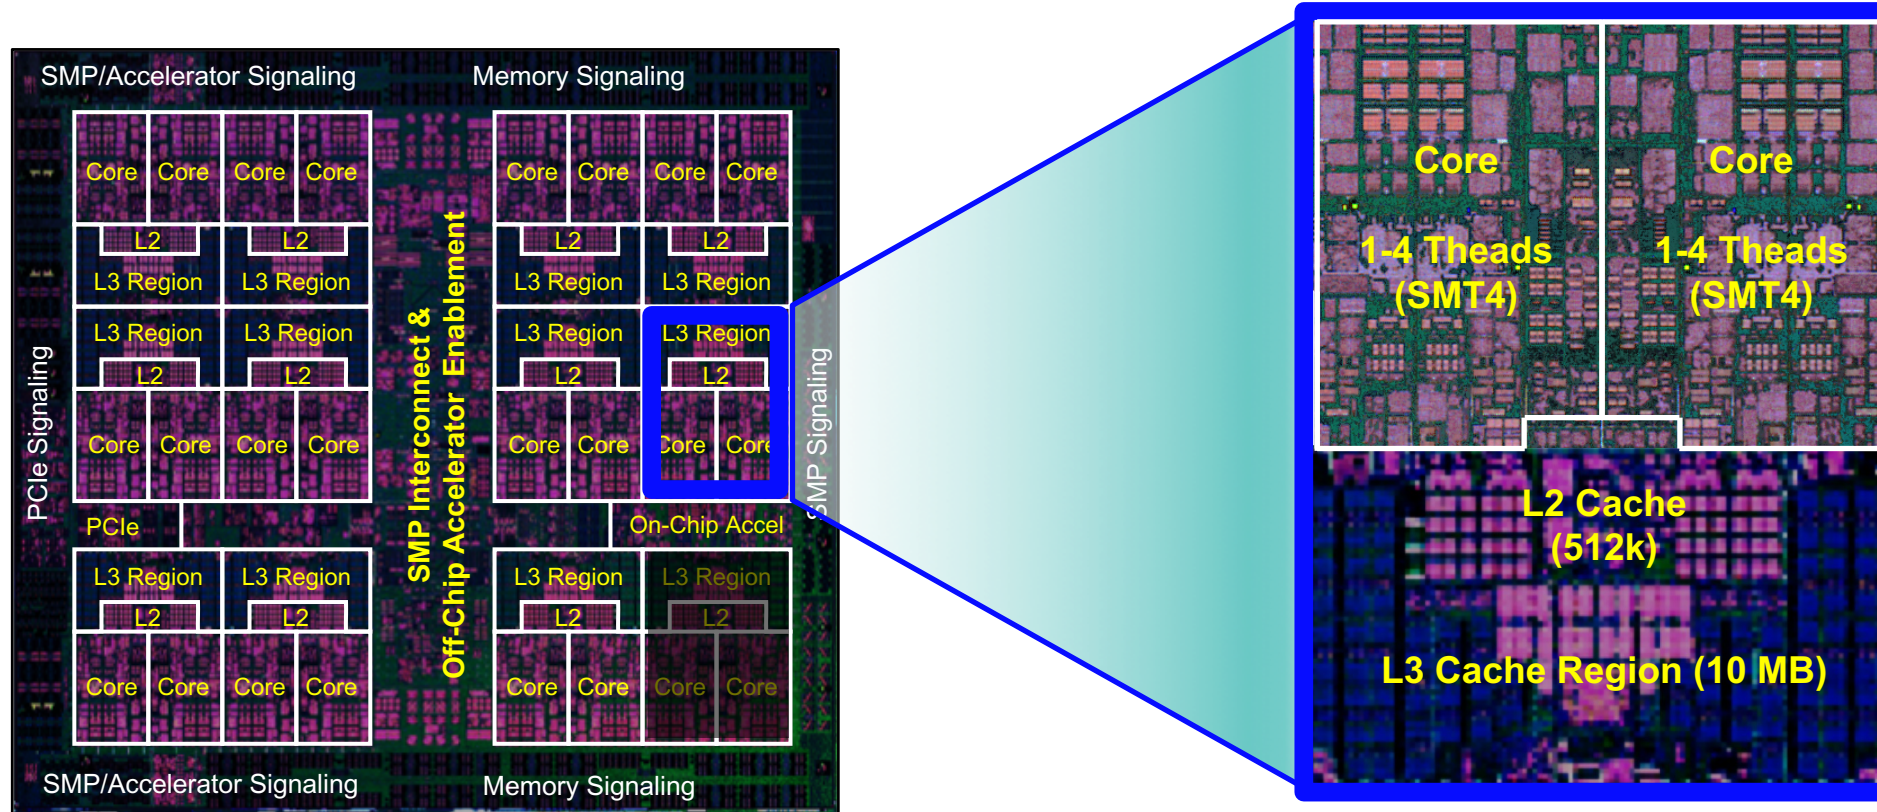 SMP/Accelerator Signaling
Memory Signaling
Core Core Core Core
Core Core Core Core
L2 L2
L2 L2
L3 Region L3 Region
L3 Region L3 Region
L3 Region L3 Region
L3 Region L3 Region
L2 L2
L2 L2
Core Core Core Core
Core Core Core Core
PCIe
On-Chip Accel
L3 Region L3 Region
L3 Region L3 Region
L2 L2
L2 L2
Core Core Core Core
Core Core Core Core
SMP/Accelerator Signaling
Memory Signaling
PCIe Signaling
SMP Interconnect &
Off-Chip Accelerator Enablement
SMP Signaling
Core
1-4 Theads
(SMT4)
Core
1-4 Theads
(SMT4)
L2 Cache
(512k)
L3 Cache Region (10 MB)